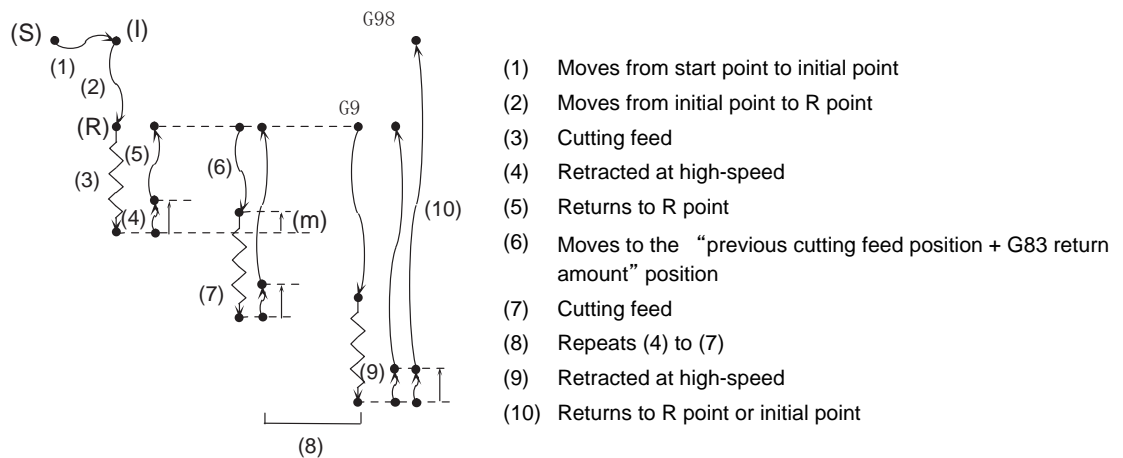 G98
(S)
(I)
(1)
(2)
G9
(R)
(5)
(6)
(3)
(4)
(m)
(10)
(7)
(9)
(8)
(1) Moves from start point to initial point
(2) Moves from initial point to R point
(3) Cutting feed
(4) Retracted at high-speed
(5) Returns to R point
(6) Moves to the “previous cutting feed position + G83 return
amount” position
(7) Cutting feed
(8) Repeats (4) to (7)
(9) Retracted at high-speed
(10) Returns to R point or initial point